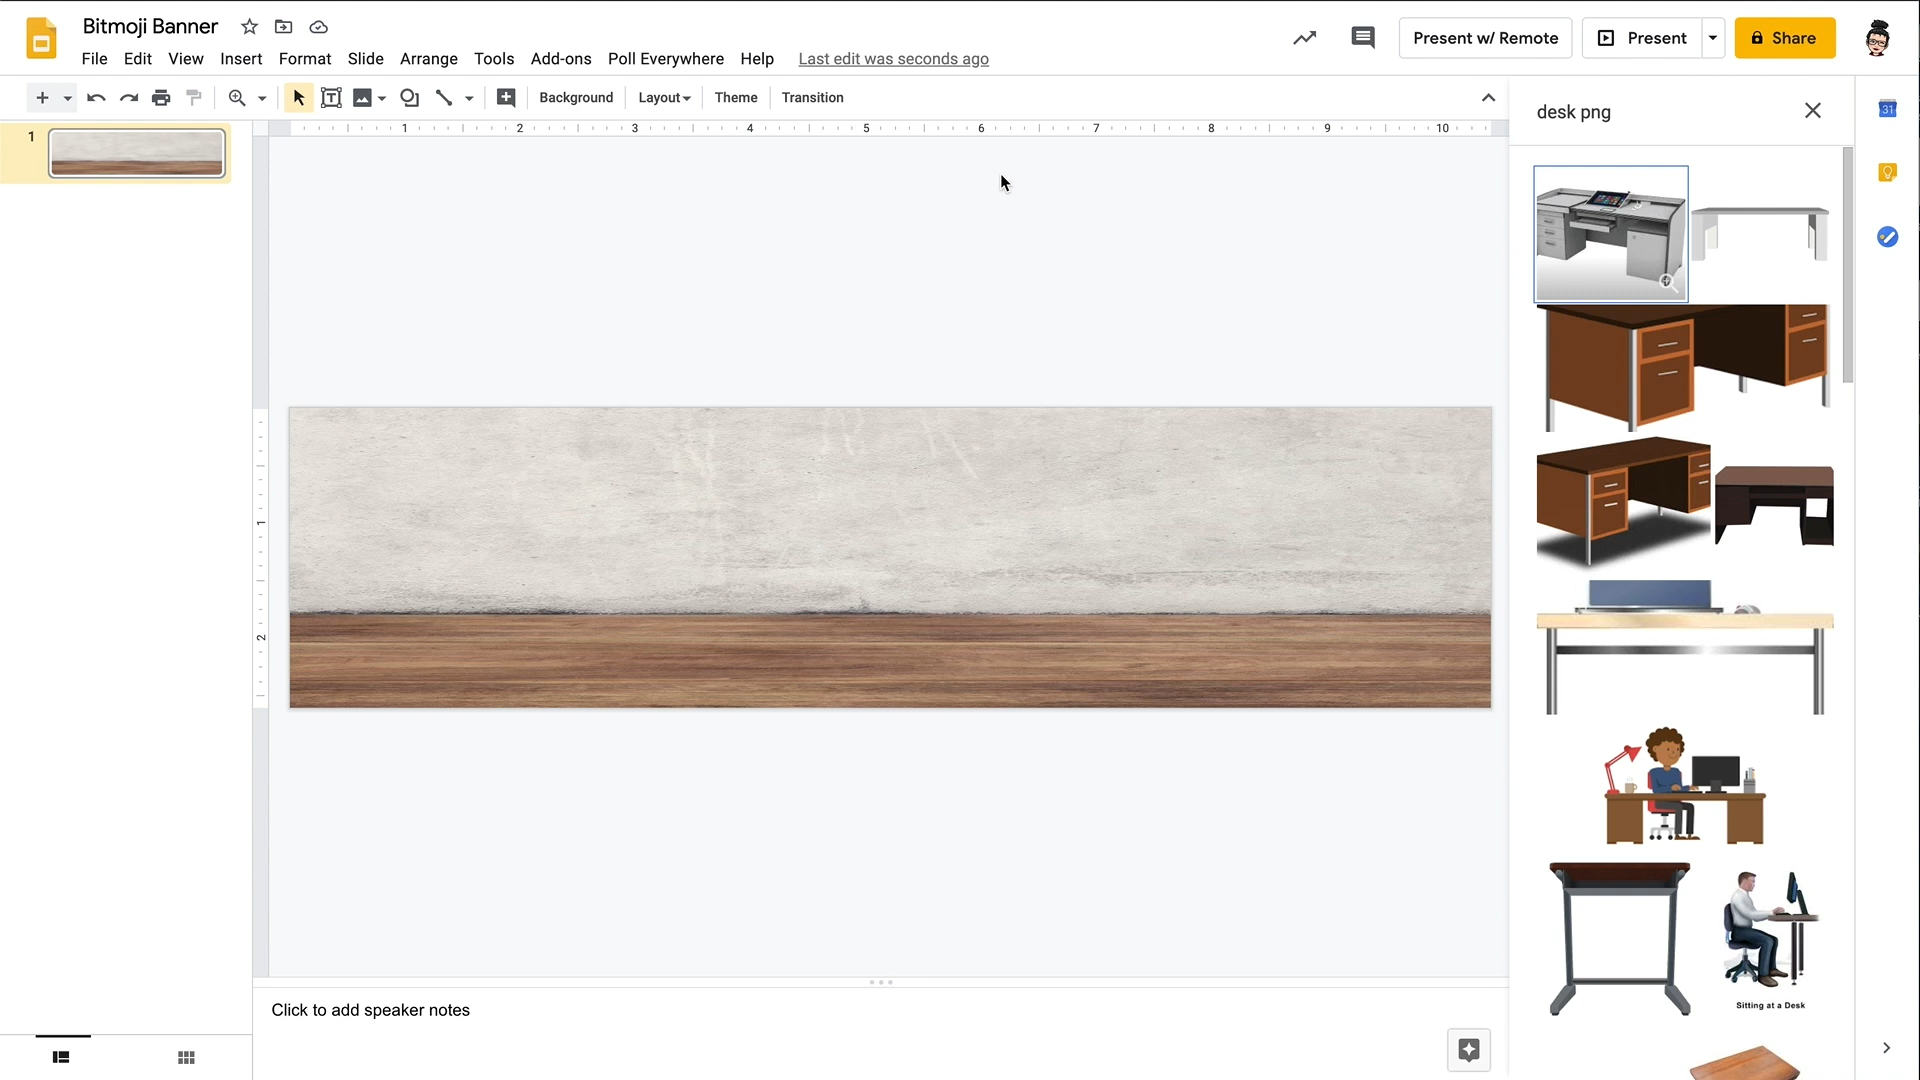 Bitmoji Banner
File Edit View Insert Format Slide Arrange Tools Add-ons Poll Everywhere Help Last edit was seconds ago
Present w/ Remote
Present
Share
Background Layout Theme Transition
desk png
31
1 2 3 4 5 6 7 8 9 10
1
1
2
Sitting at a Desk
Click to add speaker notes